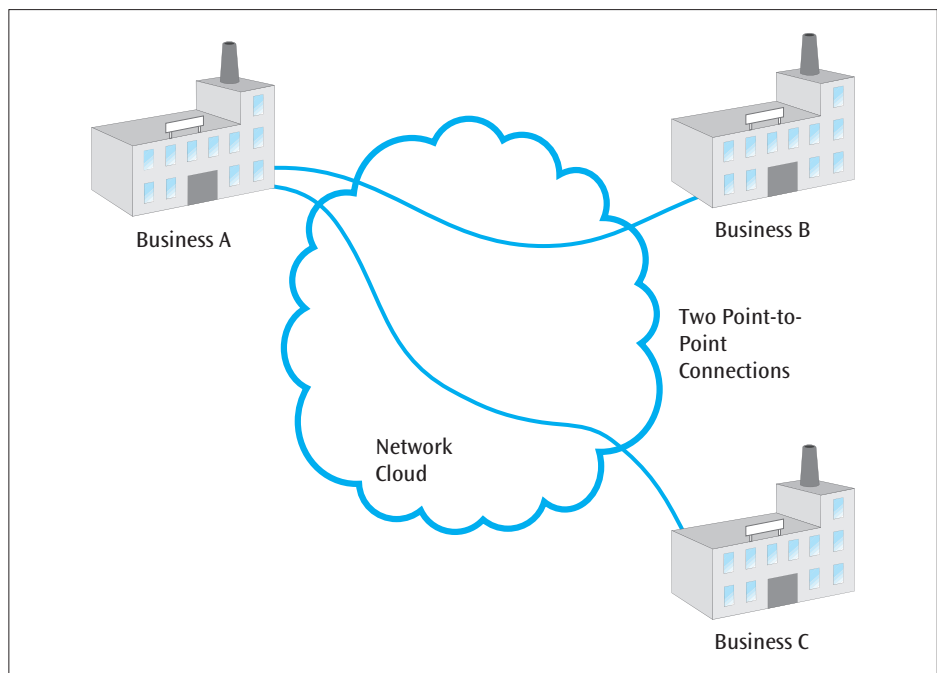 Business A
Business B
Two Point-to-
Point
Connections
Network
Cloud
Business C